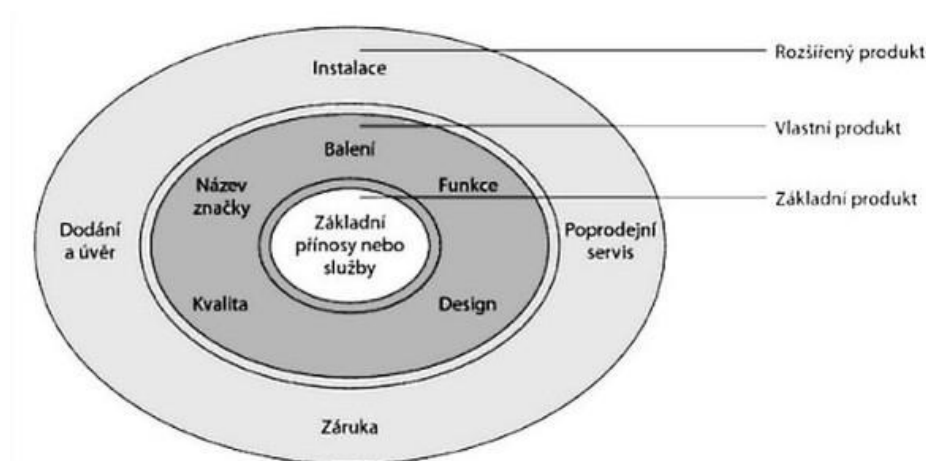 Rozšířený produkt
Instalace
Vlastní produkt
Balení
Název
značky
Funkce
Základní produkt
Základní
přínosy nebo
služby
Dodání
a úvěr
Poprodejní
servis
Kvalita
Design
Záruka